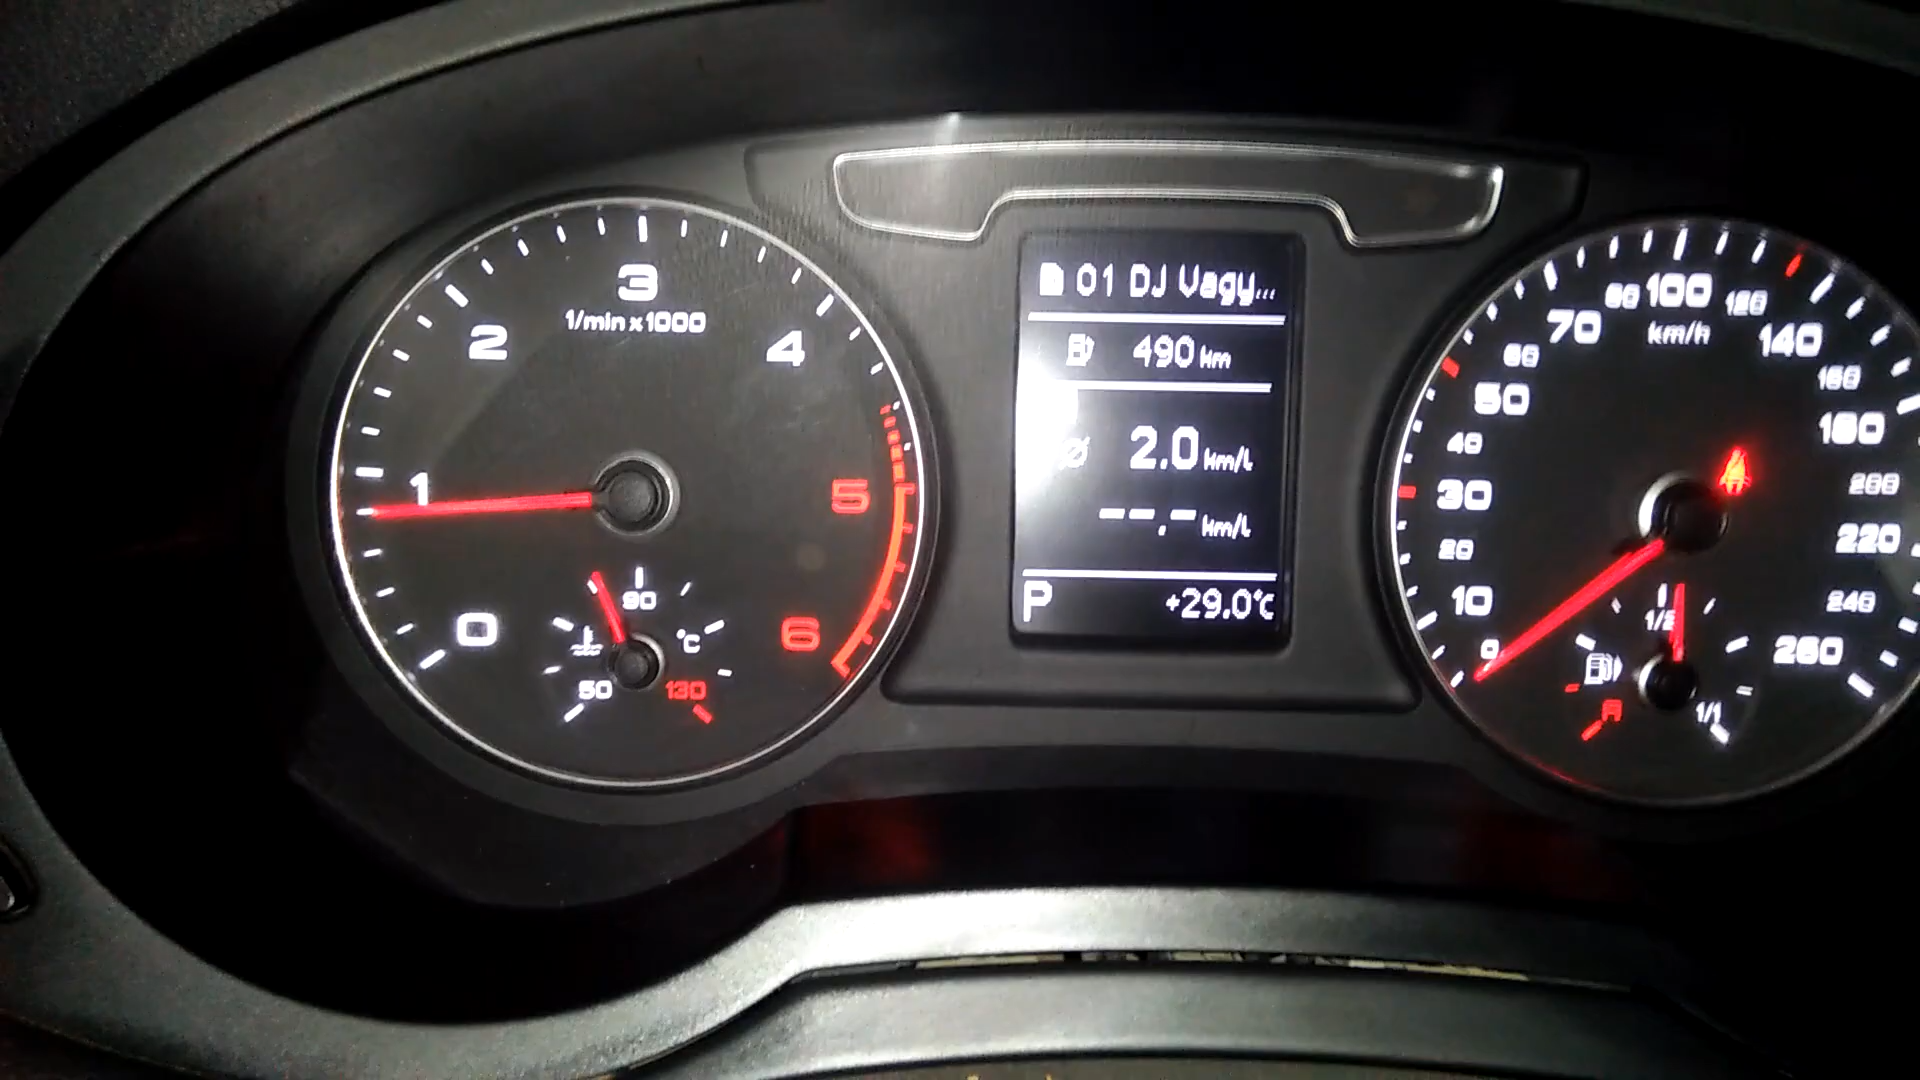 3
1/min x 1000
2
4
1
5
0
6
90
°C
50
130
01 DJ Vagy...
490 km
ø 2.0 km/l
--.- km/l
P +29.0°C
80 100 120
70 km/h 140
60 160
50 180
40
30 200
20 220
10 240
0 260
1/2
R 1/1